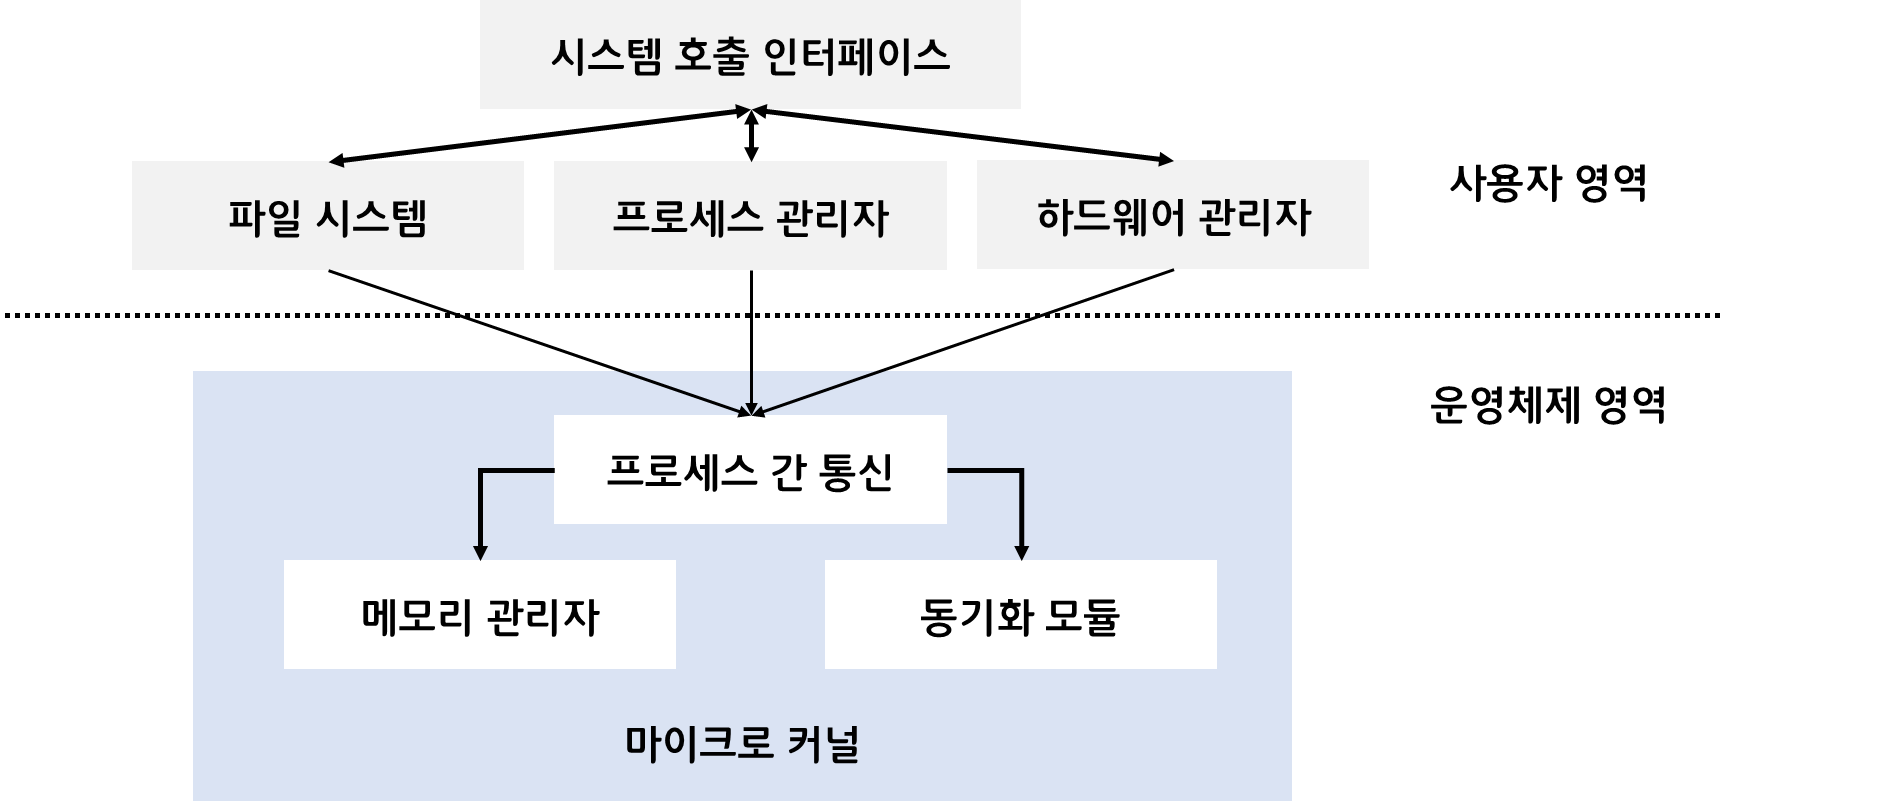 시스템 호출 인터페이스
파일 시스템
프로세스 관리자
하드웨어 관리자
사용자 영역
운영체제 영역
프로세스 간 통신
메모리 관리자
동기화 모듈
마이크로 커널